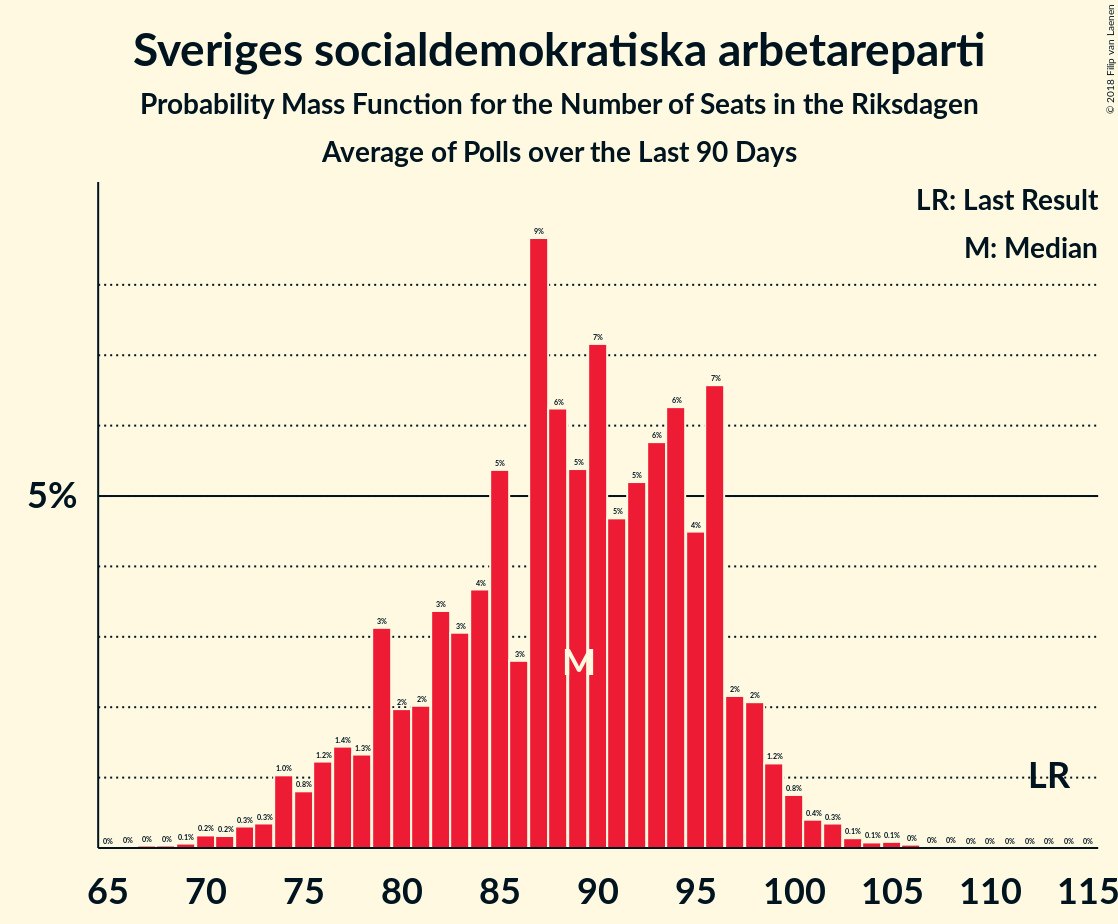 Sveriges socialdemokratiska arbetareparti
Probability Mass Function for the Number of Seats in the Riksdagen
Average of Polls over the Last 90 Days
© 2018 Filip van Laenen
LR: Last Result
M: Median
5%
0% 0% 0% 0% 0.1% 0.2% 0.2% 0.3% 0.3% 1.0% 0.8% 1.2% 1.4% 1.3% 3% 2% 2% 3% 3% 4% 5% 3% 9% 6% 5% 7% 5% 5% 6% 6% 4% 7% 2% 2% 1.2% 0.8% 0.4% 0.3% 0.1% 0.1% 0.1% 0% 0% 0% 0% 0% 0% 0% 0% 0% 0%
M
LR
65 70 75 80 85 90 95 100 105 110 115